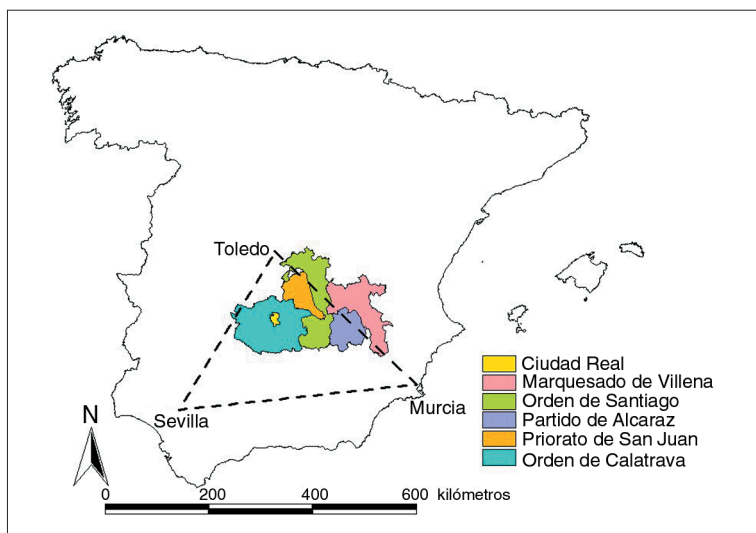 Toledo
Sevilla
Murcia
Ciudad Real
Marquesado de Villena
Orden de Santiago
Partido de Alcaraz
Priorato de San Juan
Orden de Calatrava
N
0 200 400 600 kilómetros